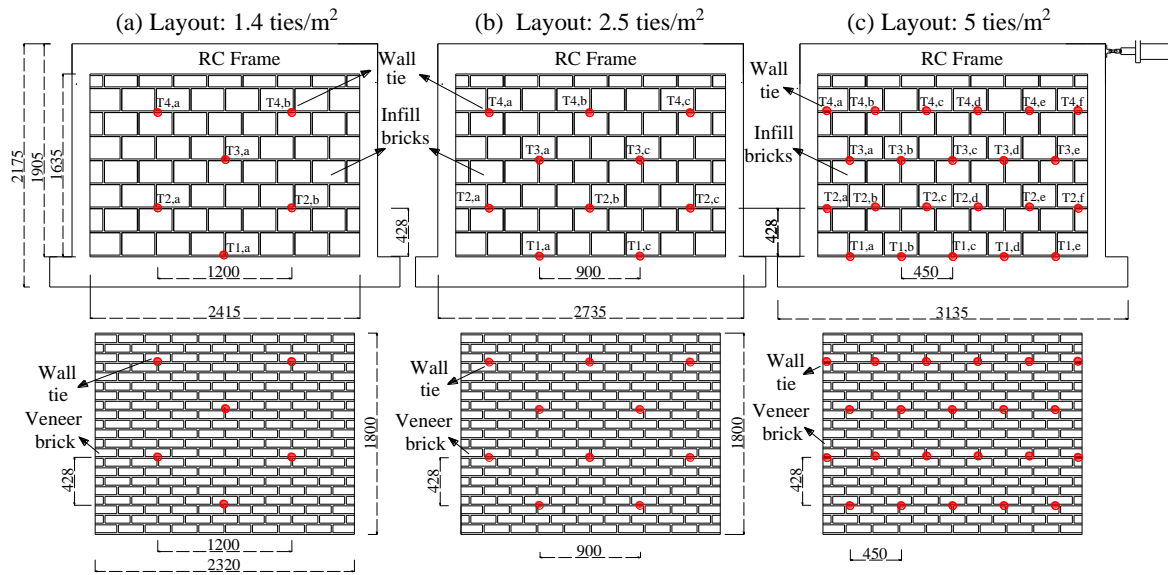 (a) Layout: 1.4 ties/m²
(b) Layout: 2.5 ties/m²
(c) Layout: 5 ties/m²
RC Frame
Wall
tie
RC Frame
Wall
tie
RC Frame
T4,a
T4,b
T4,a
T4,b
T4,c
T4,a
T4,b
T4,c
T4,d
T4,e
T4,f
Infill
bricks
Infill
bricks
T3,a
T3,a
T3,c
T3,a
T3,b
T3,c
T3,d
T3,e
T2,a
T2,b
T2,a
T2,b
T2,c
T2,a
T2,b
T2,c
T2,d
T2,e
T2,f
T1,a
T1,a
T1,c
T1,a
T1,b
T1,c
T1,d
T1,e
2175
1905
1635
428
428
1200
900
450
2415
2735
3135
Wall
tie
Veneer
brick
Wall
tie
Veneer
brick
Wall
tie
Veneer
brick
1800
1800
428
428
428
1200
900
450
2320